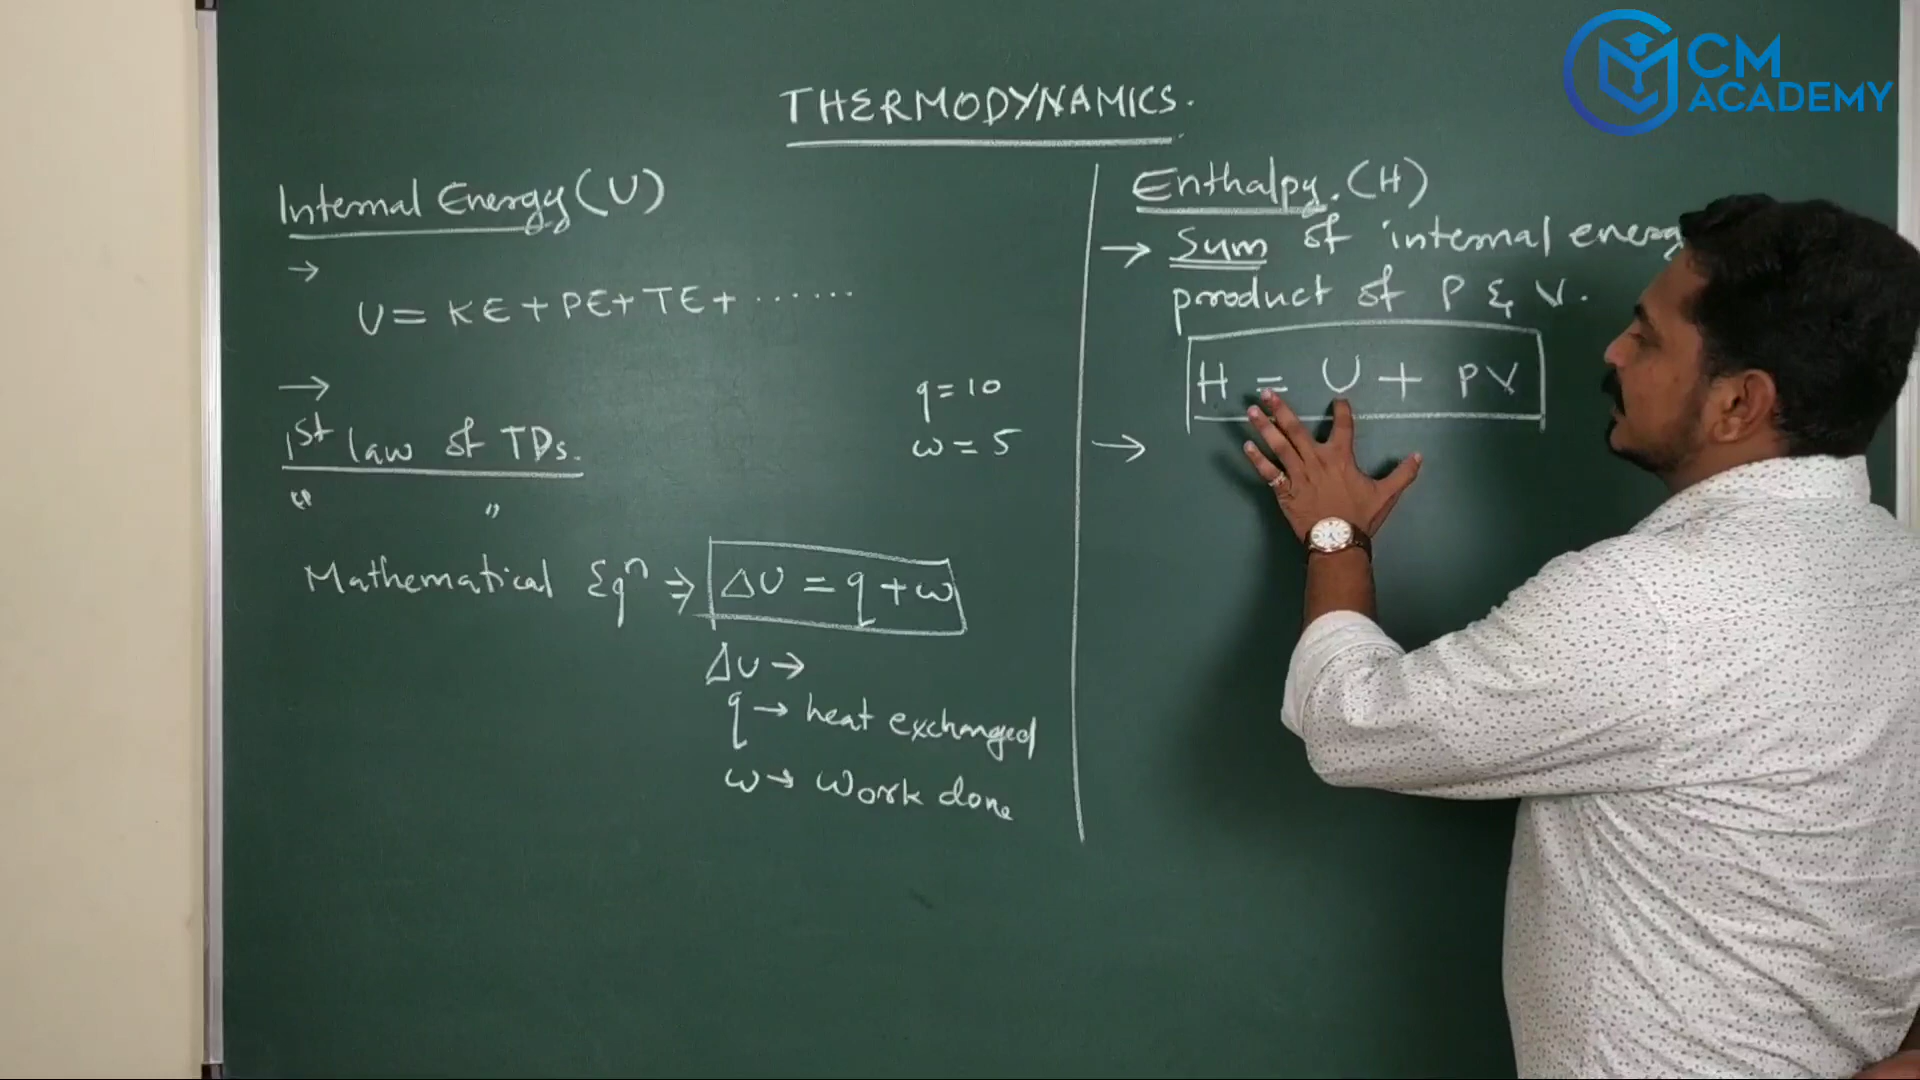 CM
ACADEMY
THERMODYNAMICS.
Internal Energy (U)
→
U = KE + PE + TE + ......
→
1st law of TDs.
“ ”
q = 10
w = 5
Mathematical Eqn ⇒ ΔU = q + w
ΔU →
q → heat exchanged
w → Work done
Enthalpy. (H)
→ Sum of internal energy
product of P & V.
H = U + PV
→